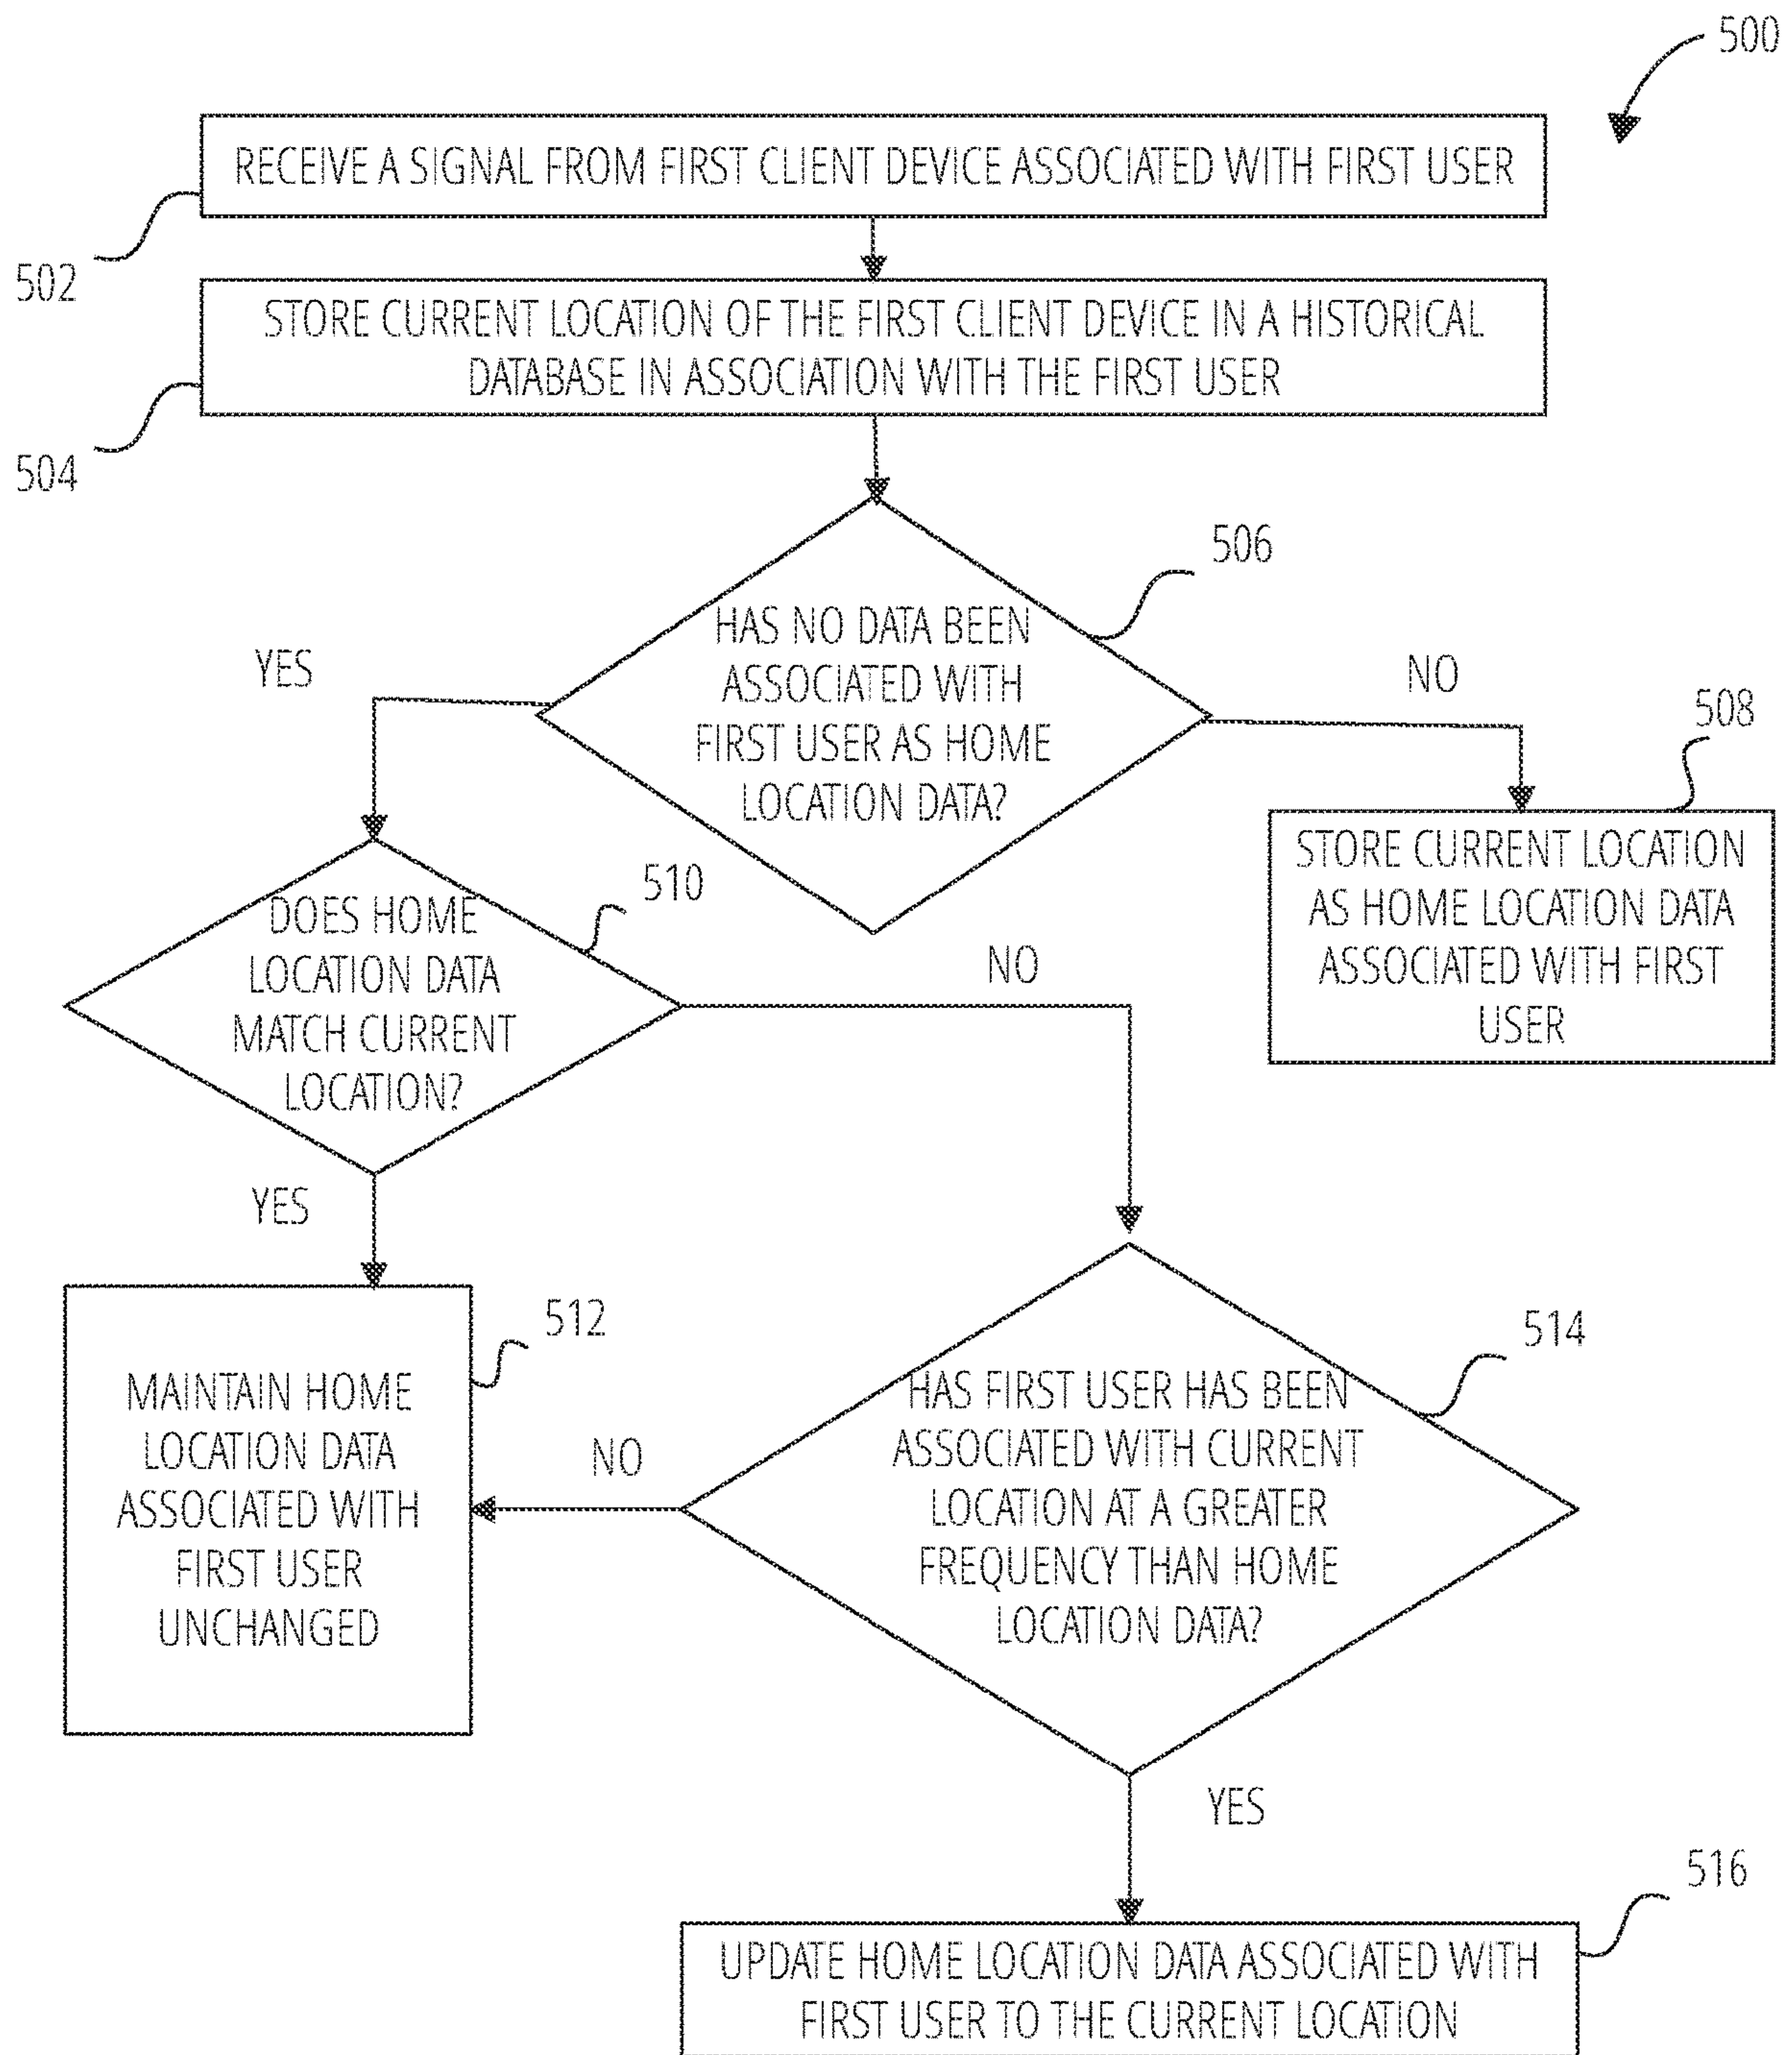 500
RECEIVE A SIGNAL FROM FIRST CLIENT DEVICE ASSOCIATED WITH FIRST USER
502
STORE CURRENT LOCATION OF THE FIRST CLIENT DEVICE IN A HISTORICAL
DATABASE IN ASSOCIATION WITH THE FIRST USER
504
506
HAS NO DATA BEEN
ASSOCIATED WITH
FIRST USER AS HOME
LOCATION DATA?
YES
NO
508
STORE CURRENT LOCATION
AS HOME LOCATION DATA
ASSOCIATED WITH FIRST
USER
510
DOES HOME
LOCATION DATA
MATCH CURRENT
LOCATION?
NO
YES
512
MAINTAIN HOME
LOCATION DATA
ASSOCIATED WITH
FIRST USER
UNCHANGED
514
HAS FIRST USER HAS BEEN
ASSOCIATED WITH CURRENT
LOCATION AT A GREATER
FREQUENCY THAN HOME
LOCATION DATA?
NO
YES
516
UPDATE HOME LOCATION DATA ASSOCIATED WITH
FIRST USER TO THE CURRENT LOCATION